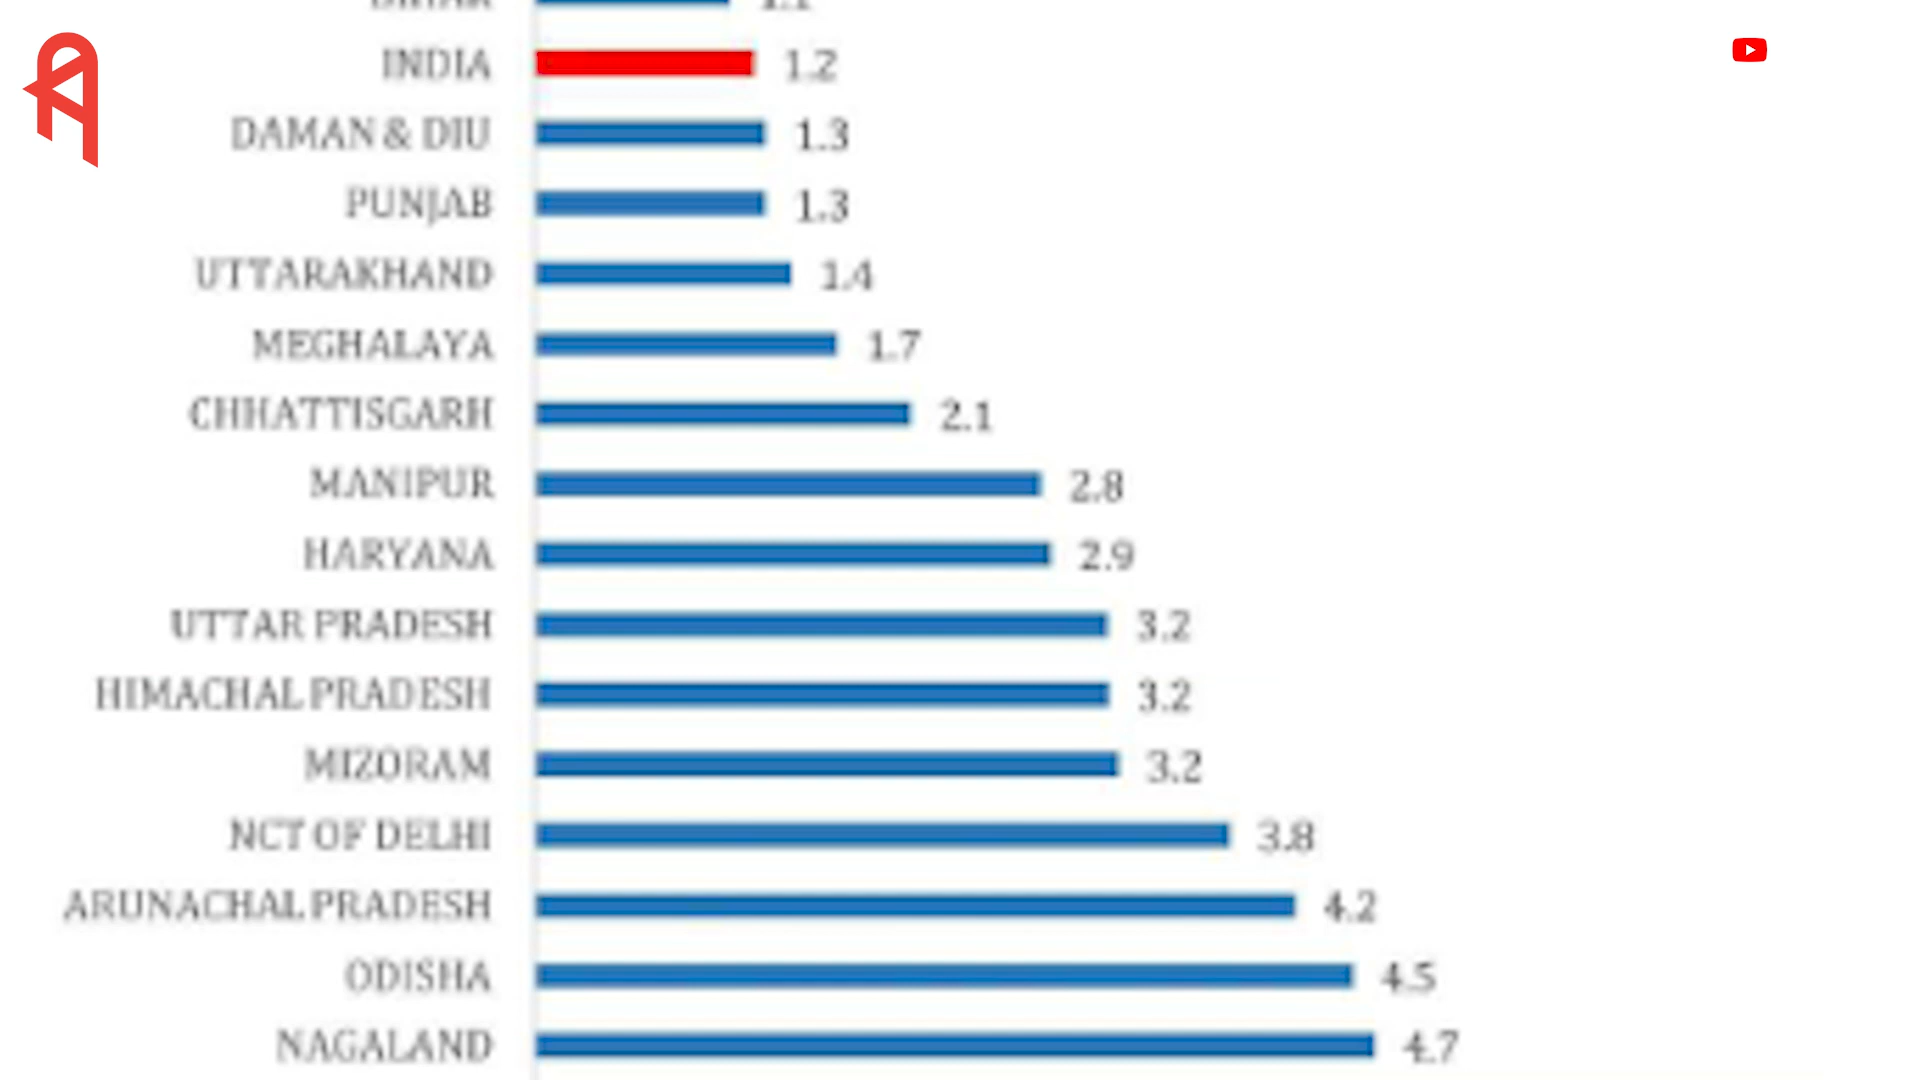 INDIA 1.2
DAMAN & DIU 1.3
PUNJAB 1.3
UTTARAKHAND 1.4
MEGHALAYA 1.7
CHHATTISGARH 2.1
MANIPUR 2.8
HARYANA 2.9
UTTAR PRADESH 3.2
HIMACHAL PRADESH 3.2
MIZORAM 3.2
NCT OF DELHI 3.8
ARUNACHAL PRADESH 4.2
ODISHA 4.5
NAGALAND 4.7